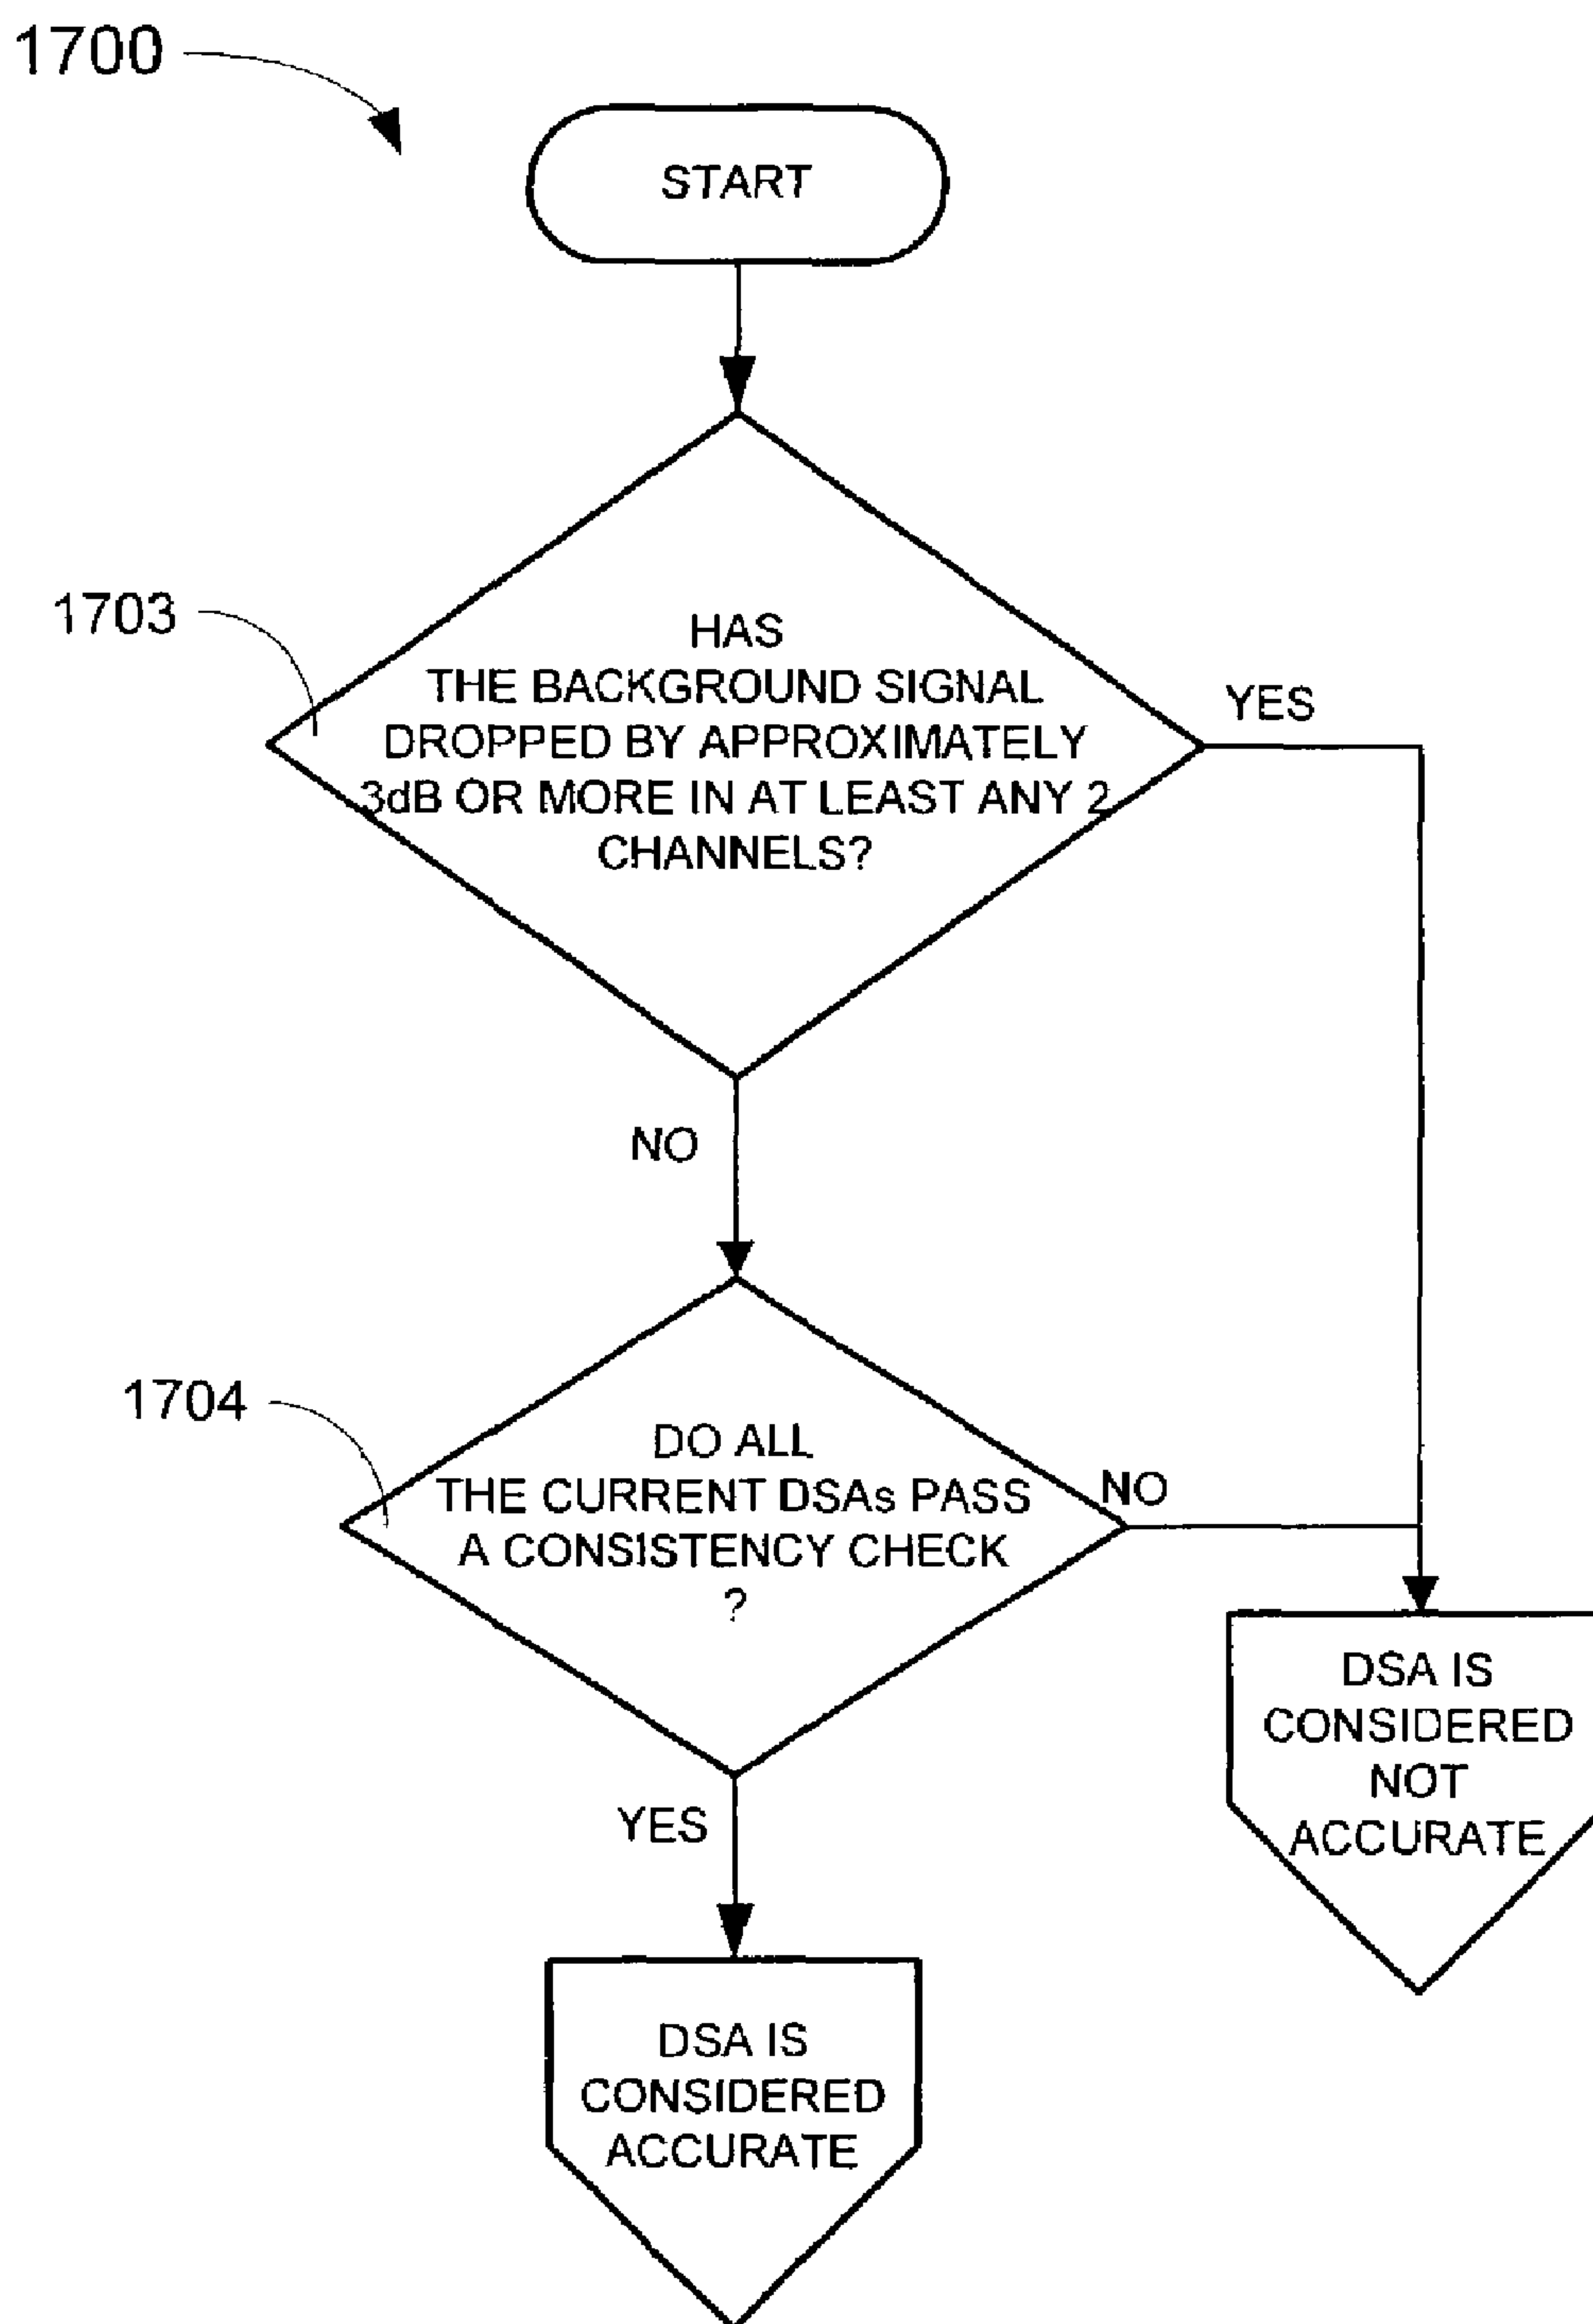 1700
START
1703
HAS
THE BACKGROUND SIGNAL
DROPPED BY APPROXIMATELY
3dB OR MORE IN AT LEAST ANY 2
CHANNELS?
YES
NO
1704
DO ALL
THE CURRENT DSAs PASS
A CONSISTENCY CHECK
?
NO
DSA IS
CONSIDERED
NOT
ACCURATE
YES
DSA IS
CONSIDERED
ACCURATE